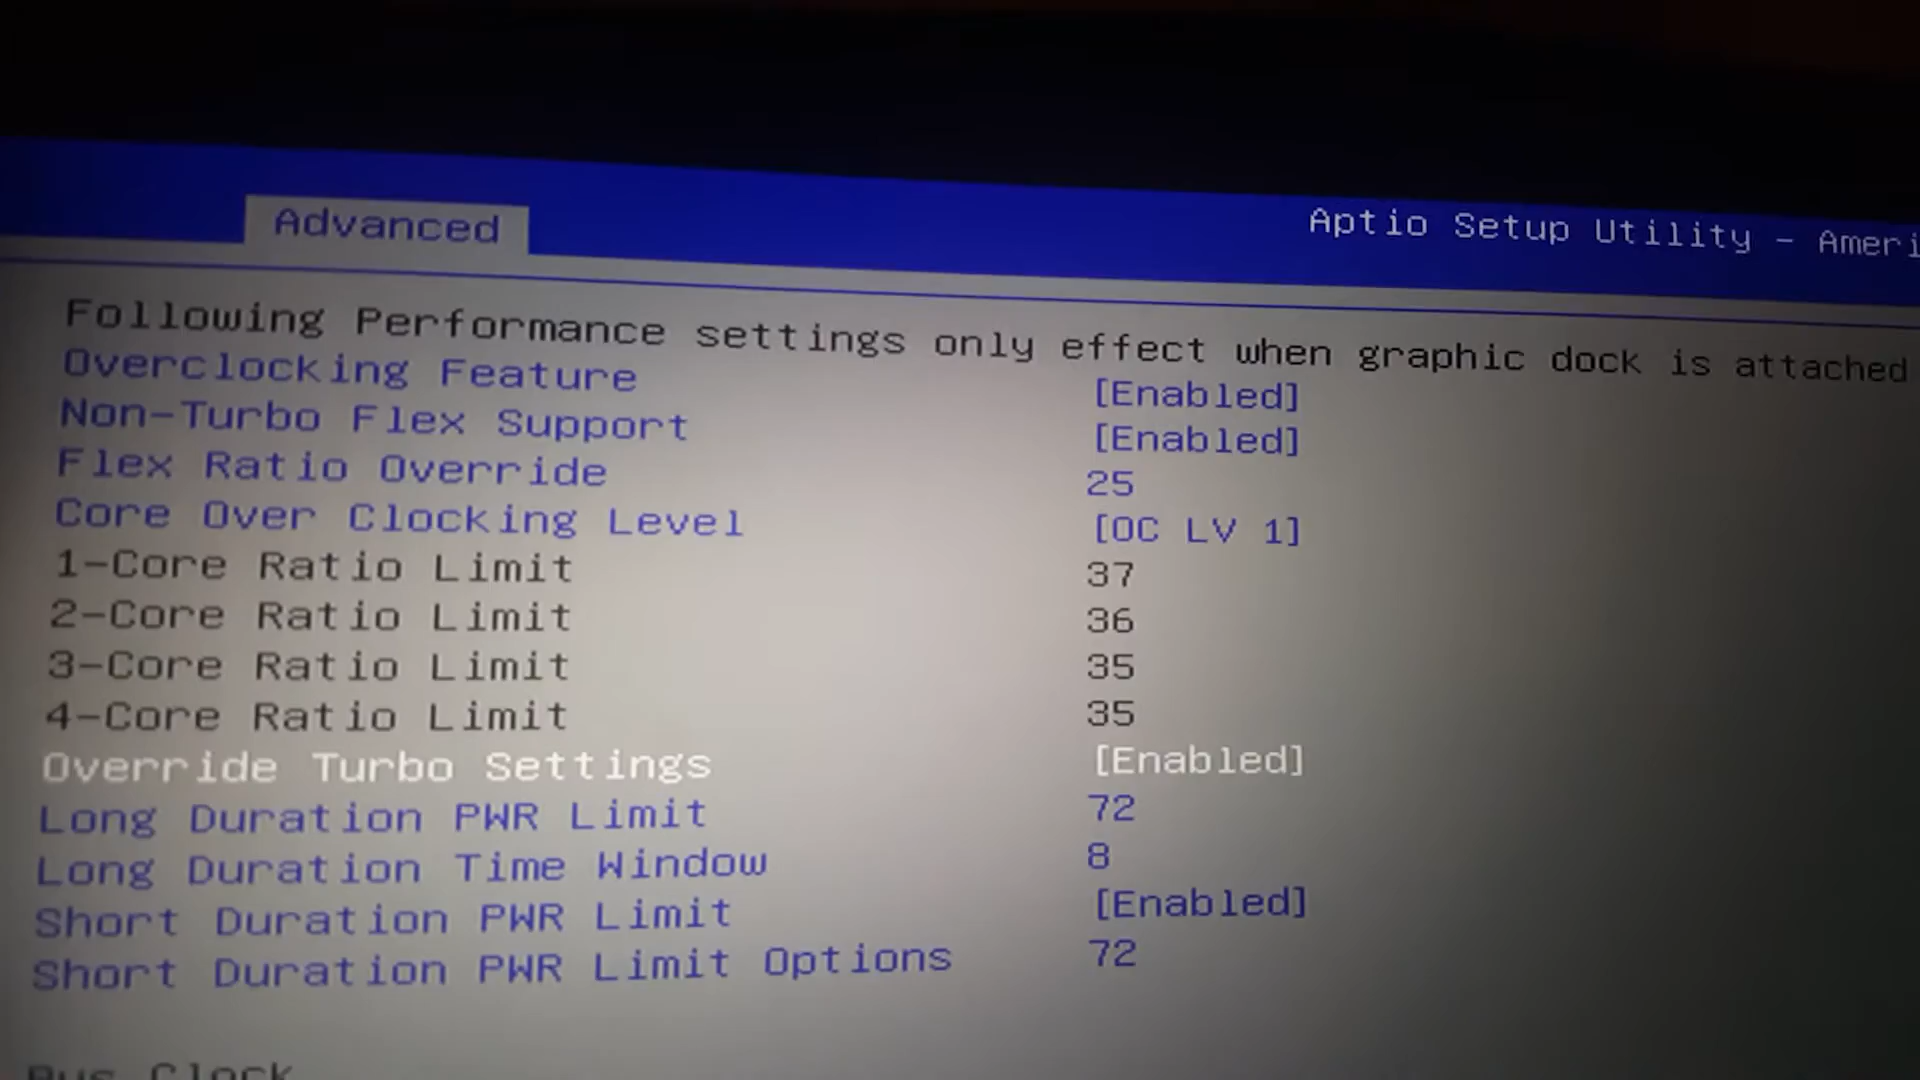 Advanced
Aptio Setup Utility - Ameri
Following Performance settings only effect when graphic dock is attached
Overclocking Feature [Enabled]
Non-Turbo Flex Support [Enabled]
Flex Ratio Override 25
Core Over Clocking Level [OC LV 1]
1-Core Ratio Limit 37
2-Core Ratio Limit 36
3-Core Ratio Limit 35
4-Core Ratio Limit 35
Override Turbo Settings [Enabled]
Long Duration PWR Limit 72
Long Duration Time Window 8
Short Duration PWR Limit [Enabled]
Short Duration PWR Limit Options 72
Bus Clock